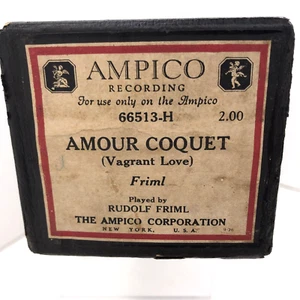 AMPICO
RECORDING
For use only on the Ampico
66513-H 2.00
AMOUR COQUET
(Vagrant Love)
Friml
Played by
RUDOLF FRIML
THE AMPICO CORPORATION
NEW YORK, U.S.A.